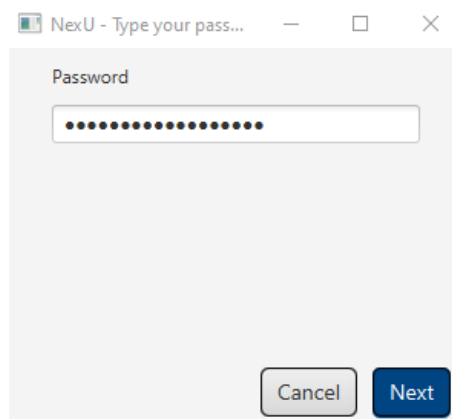 NexU - Type your pass...
Password
••••••••••••••••••
Cancel
Next